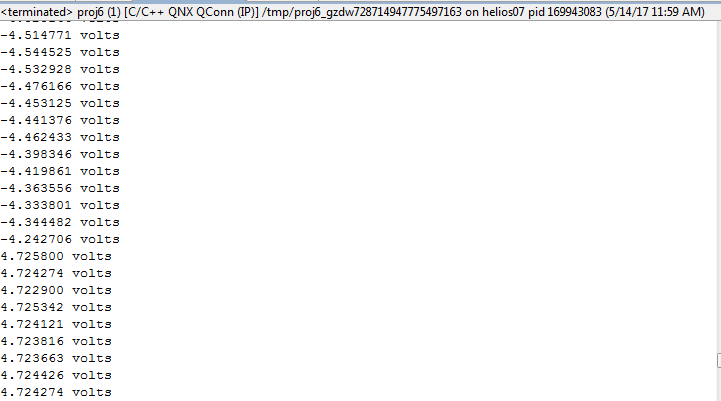 <terminated> proj6 (1) [C/C++ QNX QConn (IP)] /tmp/proj6_gzdw728714947775497163 on helios07 pid 169943083 (5/14/17 11:59 AM)
-4.514771 volts
-4.544525 volts
-4.532928 volts
-4.476166 volts
-4.453125 volts
-4.441376 volts
-4.462433 volts
-4.398346 volts
-4.419861 volts
-4.363556 volts
-4.333801 volts
-4.344482 volts
-4.242706 volts
4.725800 volts
4.724274 volts
4.722900 volts
4.725342 volts
4.724121 volts
4.723816 volts
4.723663 volts
4.724426 volts
4.724274 volts